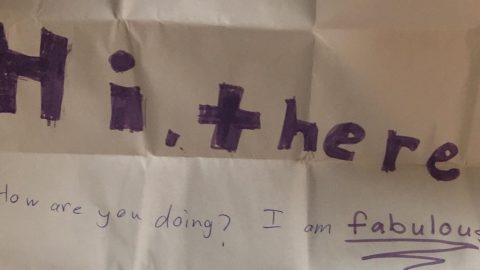 Hi, there
How are you doing? I am fabulous